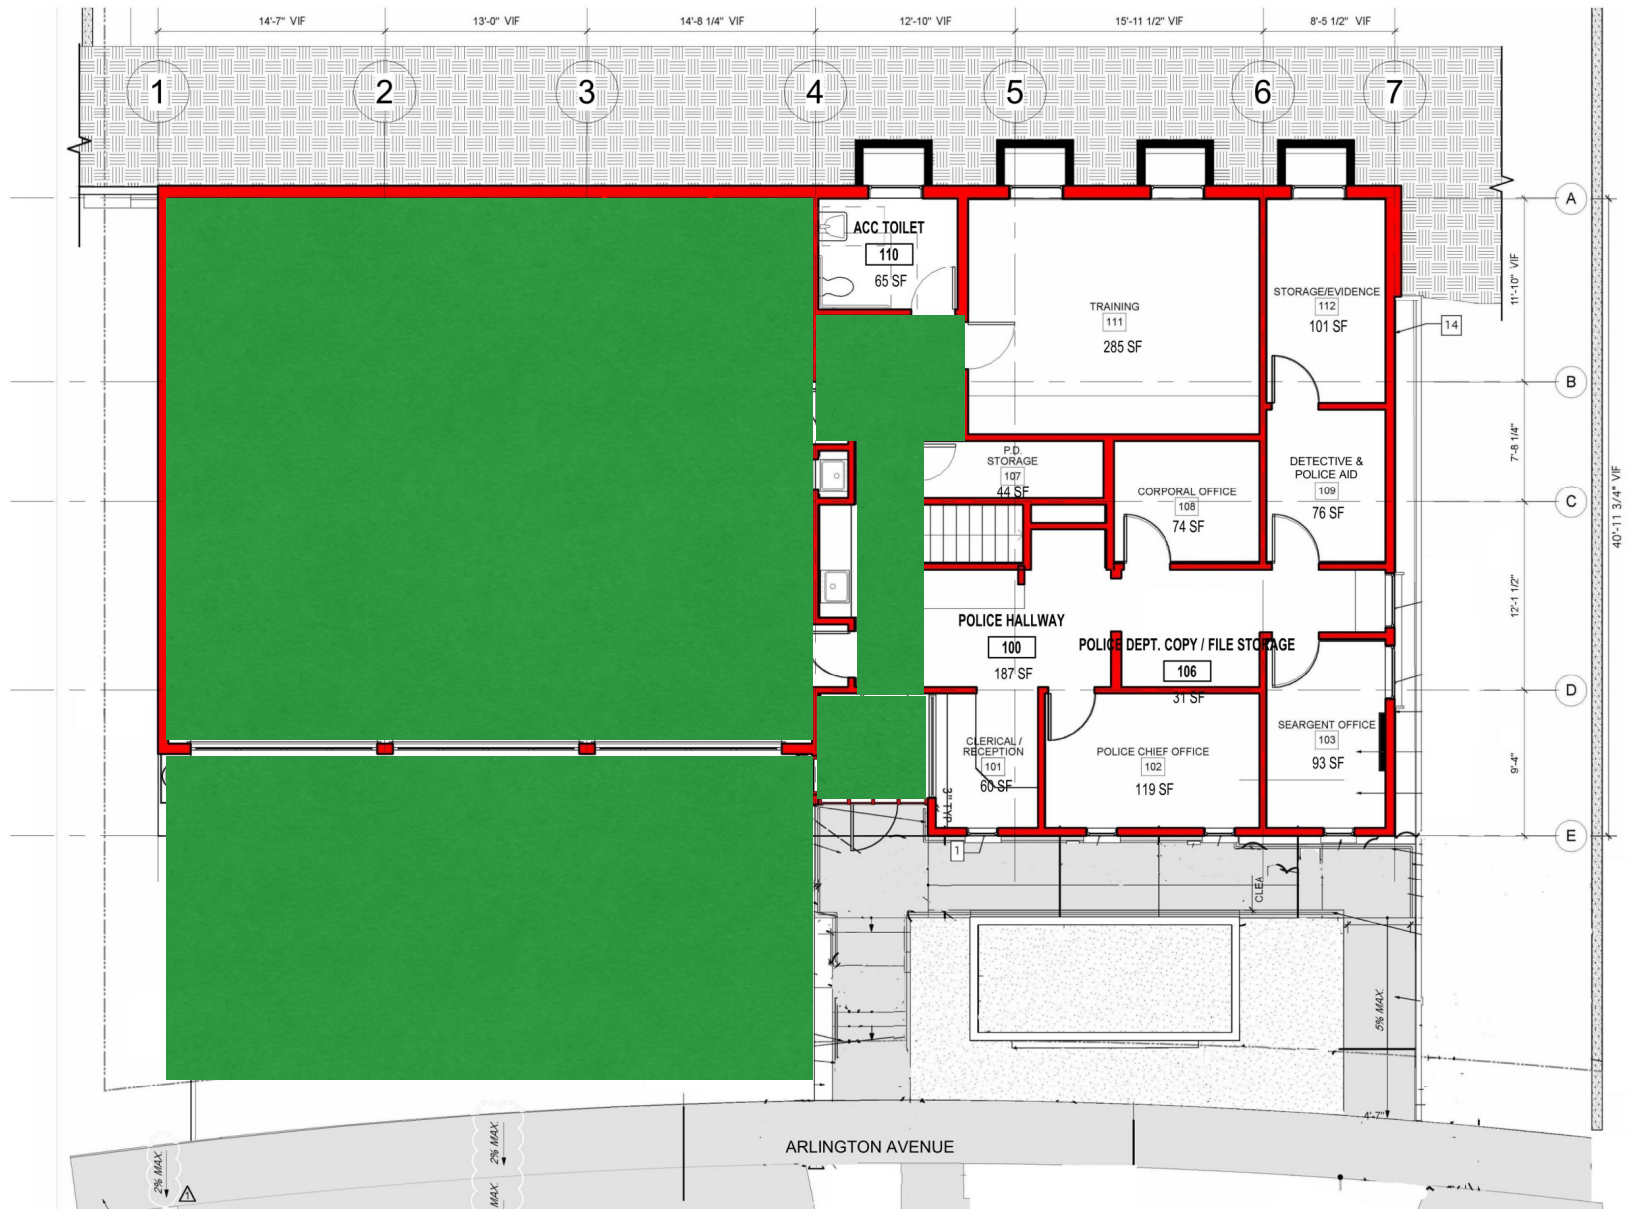 14'-7" VIF
13'-0" VIF
14'-8 1/4" VIF
12'-10" VIF
15'-11 1/2" VIF
8'-5 1/2" VIF
1
2
3
4
5
6
7
A
B
C
D
E
11'-10" VIF
7'-8 1/4"
12'-1 1/2"
9'-4"
40'-11 3/4" VIF
ACC TOILET
110
65 SF
TRAINING
111
285 SF
STORAGE/EVIDENCE
112
101 SF
14
P.D.
STORAGE
107
44 SF
CORPORAL OFFICE
108
74 SF
DETECTIVE &
POLICE AID
109
76 SF
POLICE HALLWAY
100
187 SF
POLICE DEPT. COPY / FILE STORAGE
106
31 SF
CLERICAL /
RECEPTION
101
60 SF
POLICE CHIEF OFFICE
102
119 SF
SEARGENT OFFICE
103
93 SF
3" TYP
1
CLEA
5% MAX.
4'-7"
ARLINGTON AVENUE
2% MAX.
1
2% MAX.
MAX.